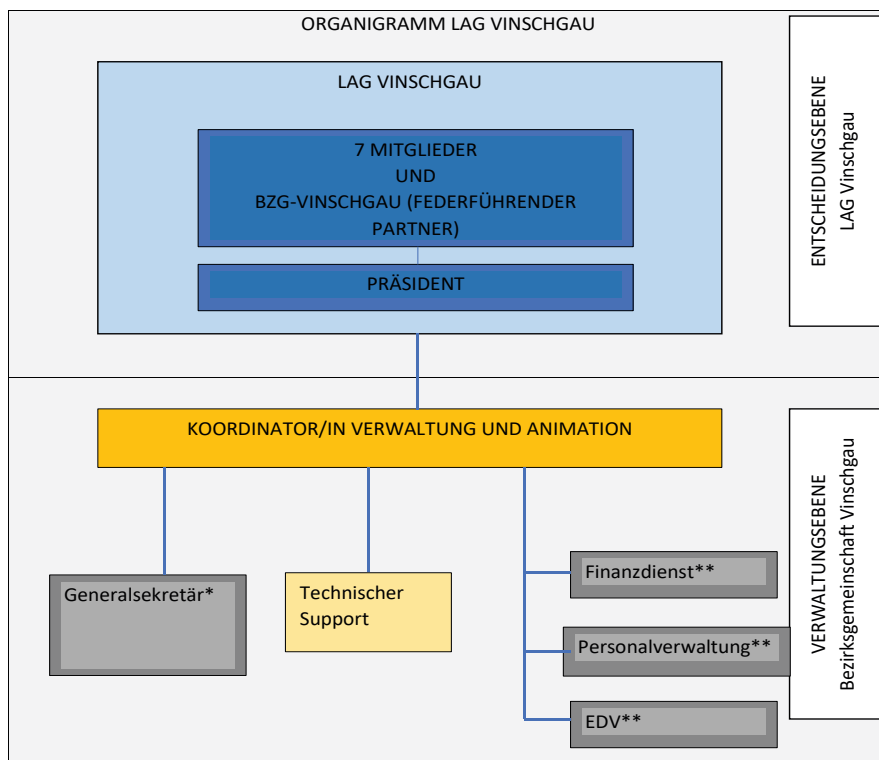 ORGANIGRAMM LAG VINSCHGAU
LAG VINSCHGAU
7 MITGLIEDER
UND
BZG-VINSCHGAU (FEDERFÜHRENDER
PARTNER)
PRÄSIDENT
ENTSCHEIDUNGSEBENE
LAG Vinschgau
KOORDINATOR/IN VERWALTUNG UND ANIMATION
Generalsekretär*
Technischer
Support
Finanzdienst**
Personalverwaltung**
EDV**
VERWALTUNGSEBENE
Bezirksgemeinschaft Vinschgau